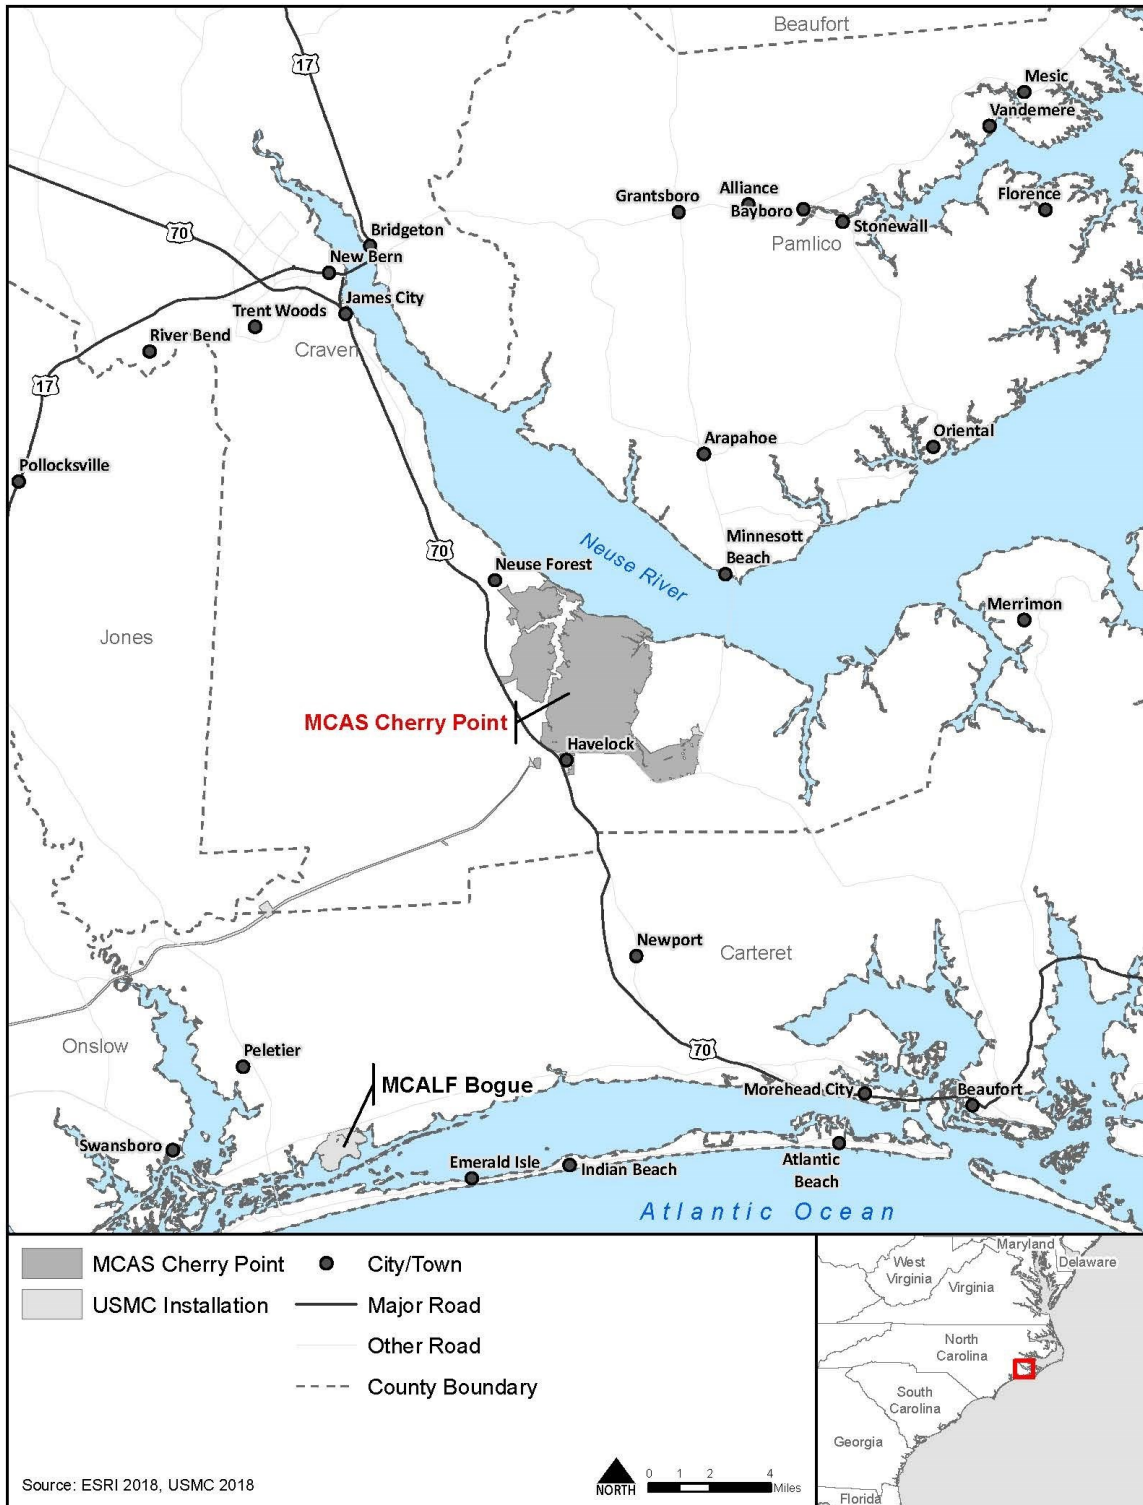 Beaufort
17
Mesic
Vandemere
Grantsboro
Alliance
Bayboro
Florence
Stonewall
Pamlico
70
Bridgeton
New Bern
James City
Trent Woods
River Bend
Craven
17
Oriental
Arapahoe
Pollocksville
70
Neuse River
Minnesott
Beach
Neuse Forest
Merrimon
Jones
MCAS Cherry Point
Havelock
Newport
Carteret
Onslow
Peletier
70
MCALF Bogue
Morehead City
Beaufort
Swansboro
Emerald Isle
Indian Beach
Atlantic
Beach
Atlantic Ocean
MCAS Cherry Point
City/Town
USMC Installation
Major Road
Other Road
County Boundary
Source: ESRI 2018, USMC 2018
NORTH
0 1 2 4
Miles
Maryland
West
Virginia
Delaware
Virginia
North
Carolina
South
Carolina
Georgia
Florida